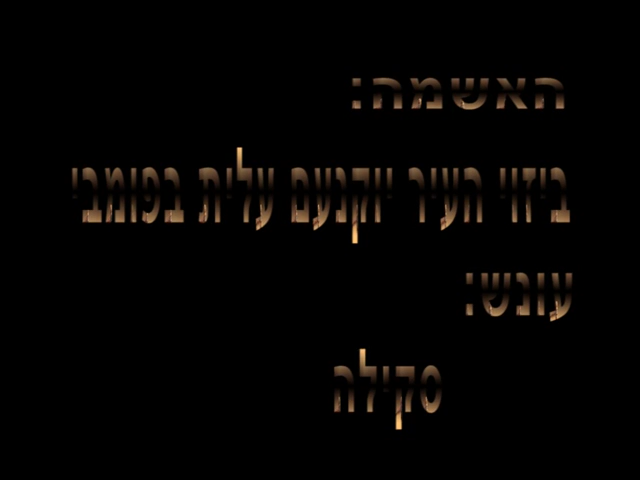 האשמה:
ביזוי העיר יוקנעם עלית בפומבי
עונש:
סקילה